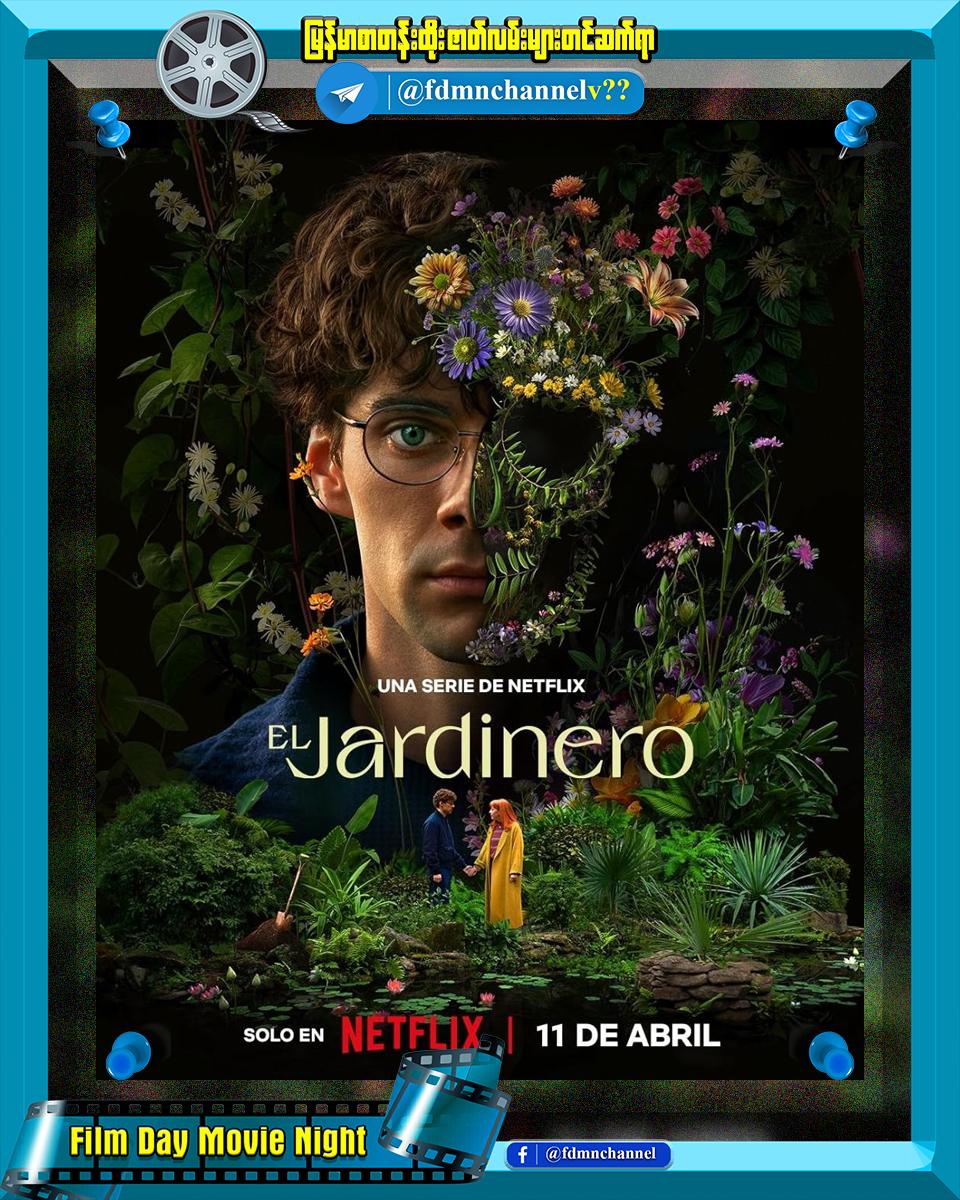 မြန်မာစာတန်းထိုးဇာတ်လမ်းများတင်ဆက်ရာ
@fdmnchannelv??
UNA SERIE DE NETFLIX
EL Jardinero
SOLO EN NETFLIX | 11 DE ABRIL
Film Day Movie Night
@fdmnchannel